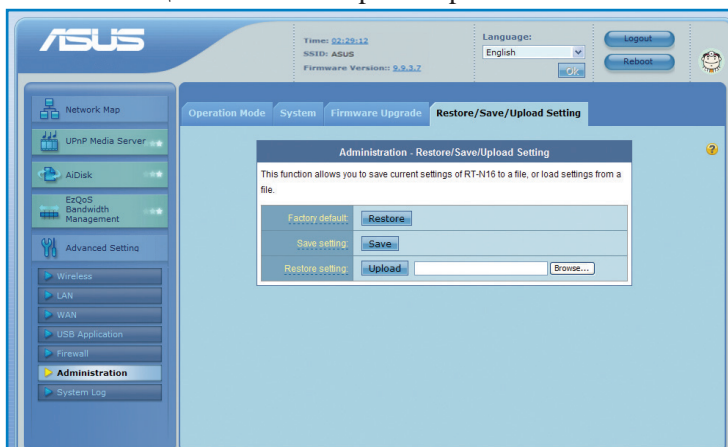 ASUS
Time: 02:29:12
SSID: ASUS
Firmware Version:: 9.9.3.7
Language:
English
OK
Logout
Reboot
Network Map
UPnP Media Server
AiDisk
EzQoS
Bandwidth
Management
Advanced Setting
Wireless
LAN
WAN
USB Application
Firewall
Administration
System Log
Operation Mode
System
Firmware Upgrade
Restore/Save/Upload Setting
Administration - Restore/Save/Upload Setting
This function allows you to save current settings of RT-N16 to a file, or load settings from a
file.
Factory default:
Restore
Save setting:
Save
Restore setting:
Upload
Browse...
?